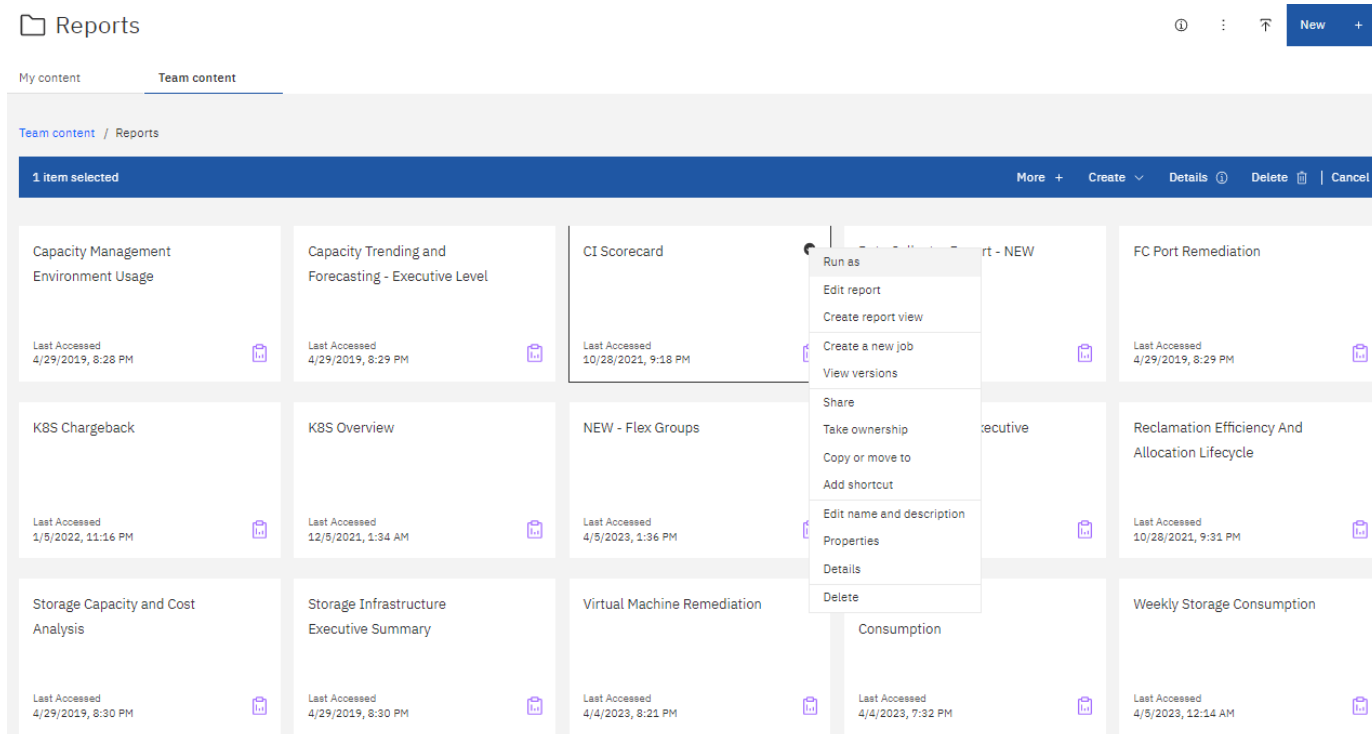 Reports
New +
My content
Team content
Team content / Reports
1 item selected
More +
Create
Details
Delete
Cancel
Capacity Management
Environment Usage
Last Accessed
4/29/2019, 8:28 PM
Capacity Trending and
Forecasting - Executive Level
Last Accessed
4/29/2019, 8:29 PM
CI Scorecard
Last Accessed
10/28/2021, 9:18 PM
rt - NEW
FC Port Remediation
Last Accessed
4/29/2019, 8:29 PM
Run as
Edit report
Create report view
Create a new job
View versions
Share
Take ownership
Copy or move to
Add shortcut
Edit name and description
Properties
Details
Delete
K8S Chargeback
Last Accessed
1/5/2022, 11:16 PM
K8S Overview
Last Accessed
12/5/2021, 1:34 AM
NEW - Flex Groups
Last Accessed
4/5/2023, 1:36 PM
ecutive
Reclamation Efficiency And
Allocation Lifecycle
Last Accessed
10/28/2021, 9:31 PM
Storage Capacity and Cost
Analysis
Last Accessed
4/29/2019, 8:30 PM
Storage Infrastructure
Executive Summary
Last Accessed
4/29/2019, 8:30 PM
Virtual Machine Remediation
Last Accessed
4/4/2023, 8:21 PM
Consumption
Last Accessed
4/4/2023, 7:32 PM
Weekly Storage Consumption
Last Accessed
4/5/2023, 12:14 AM